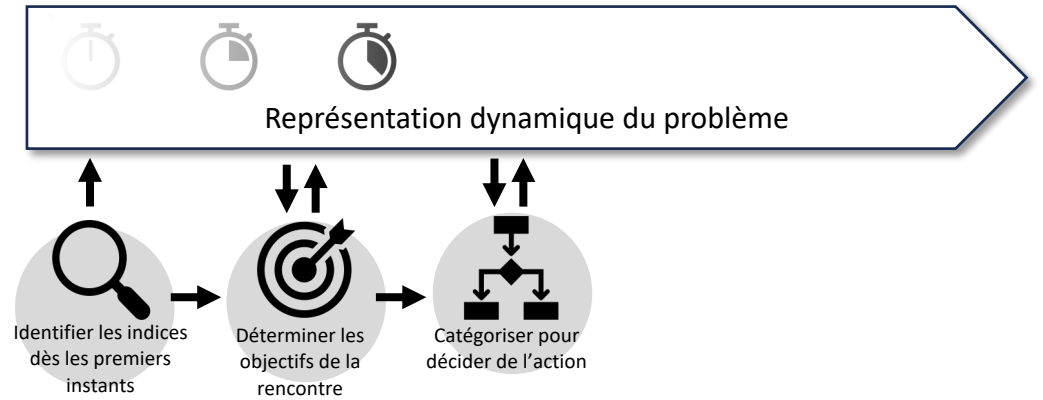 Représentation dynamique du problème
Identifier les indices
dès les premiers
instants
Déterminer les
objectifs de la
rencontre
Catégoriser pour
décider de l’action